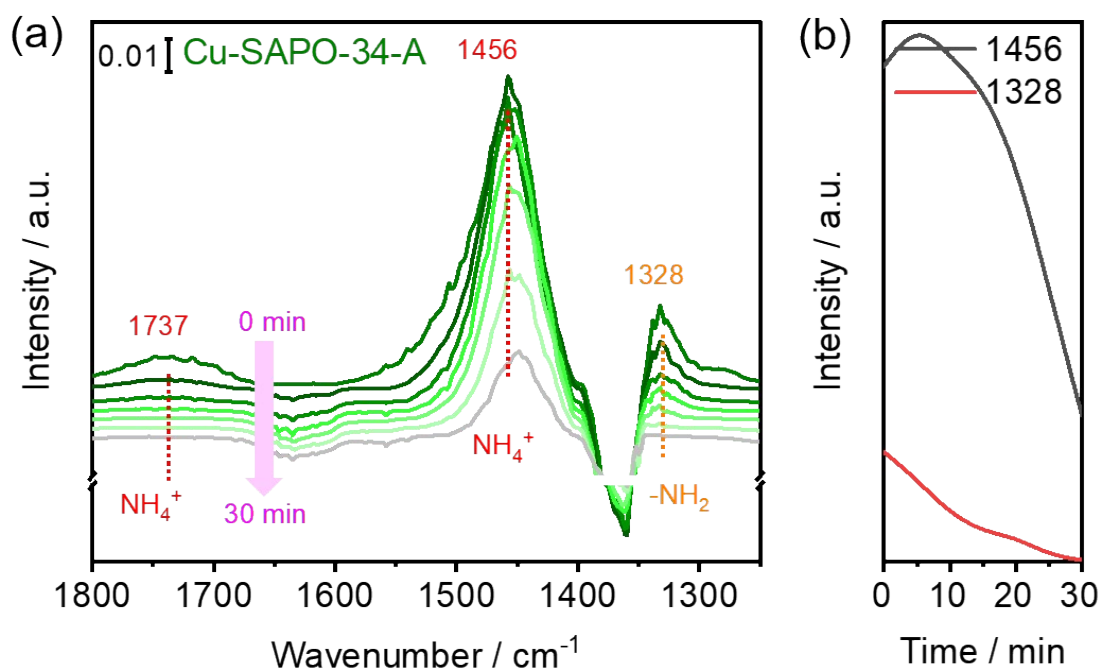 (a)
0.01 Cu-SAPO-34-A
1456
1328
1737
0 min
NH₄⁺
NH₄⁺
-NH₂
30 min
Intensity / a.u.
1800 1700 1600 1500 1400 1300
Wavenumber / cm⁻¹
(b)
1456
1328
Intensity / a.u.
0 10 20 30
Time / min